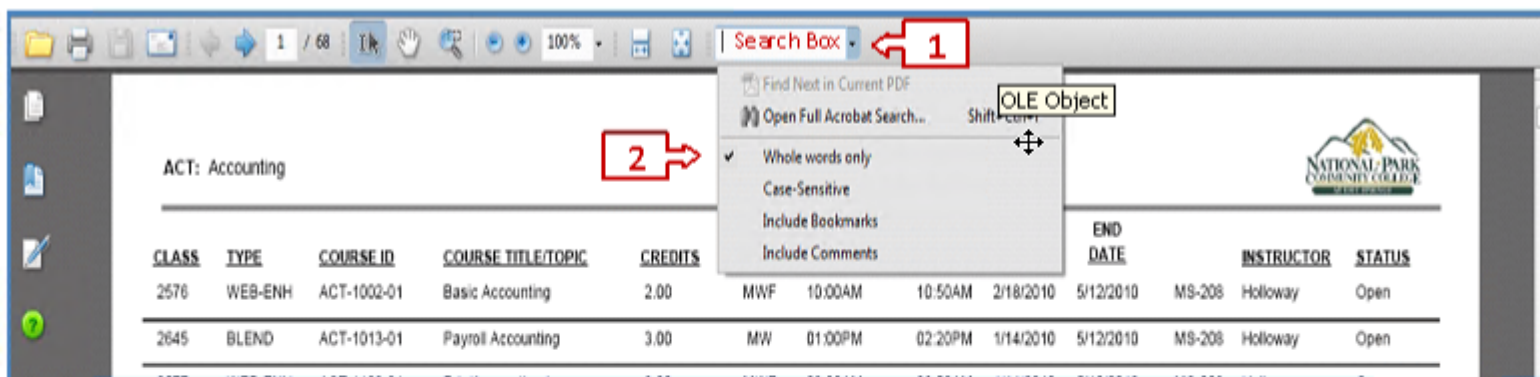 1 / 68 100% Search Box 1
Find Next in Current PDF
OLE Object
Open Full Acrobat Search...
2 Whole words only
Case-Sensitive
Include Bookmarks
Include Comments
ACT: Accounting
NATIONAL PARK
COMMUNITY COLLEGE
CLASS TYPE COURSE ID COURSE TITLE/TOPIC CREDITS END DATE INSTRUCTOR STATUS
2576 WEB-ENH ACT-1002-01 Basic Accounting 2.00 MWF 10:00AM 10:50AM 2/18/2010 5/12/2010 MS-208 Holloway Open
2645 BLEND ACT-1013-01 Payroll Accounting 3.00 MW 01:00PM 02:20PM 1/14/2010 5/12/2010 MS-208 Holloway Open